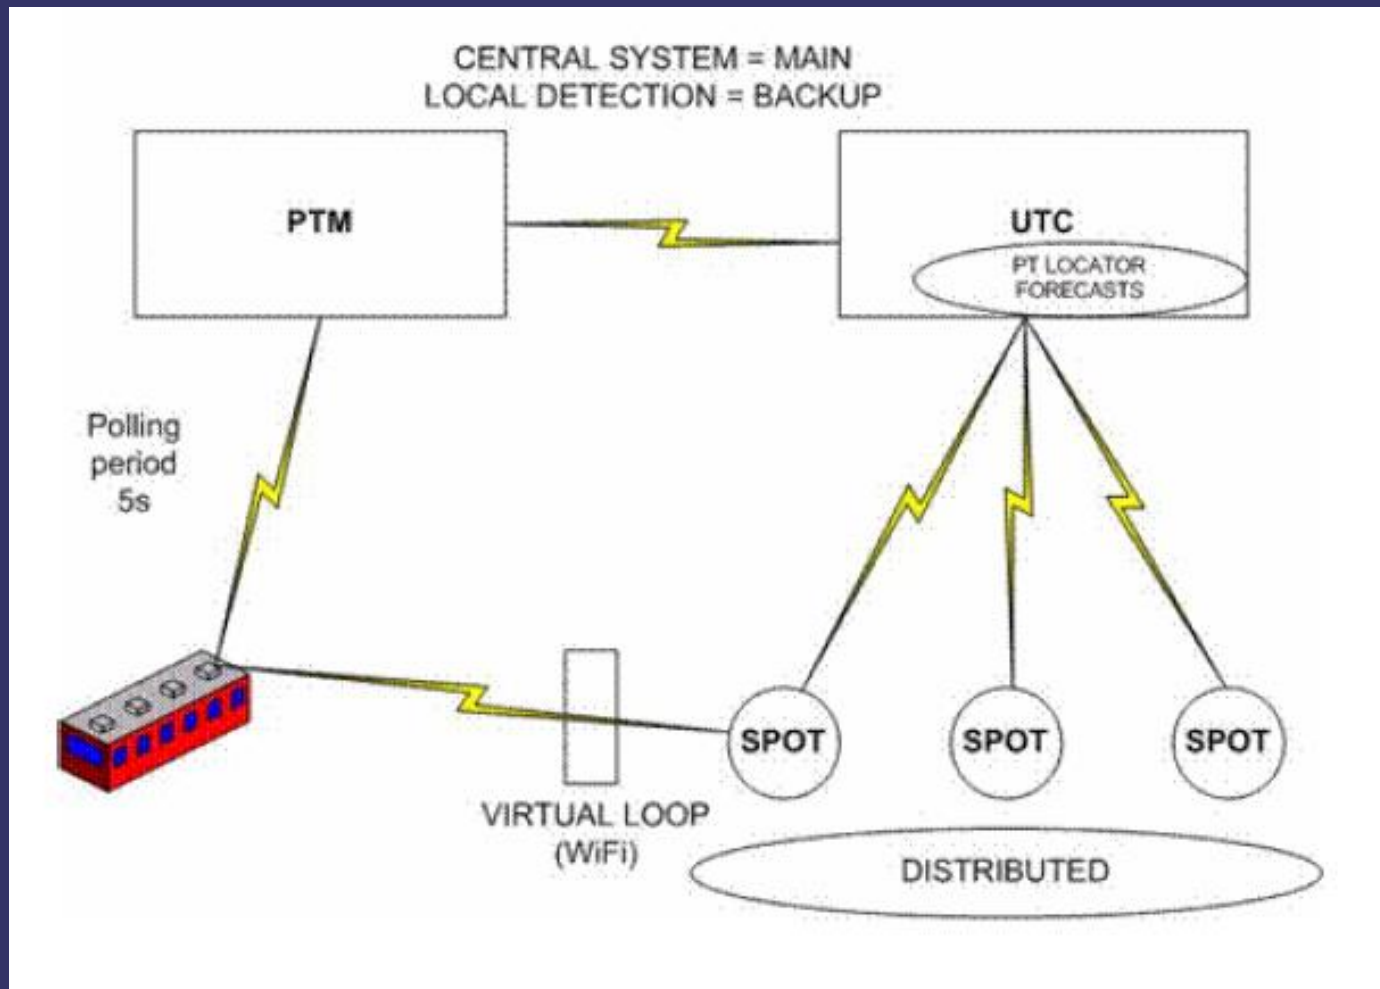 CENTRAL SYSTEM = MAIN
LOCAL DETECTION = BACKUP
PTM
UTC
PT LOCATOR
FORECASTS
Polling
period
5s
VIRTUAL LOOP
(WiFi)
SPOT
SPOT
SPOT
DISTRIBUTED